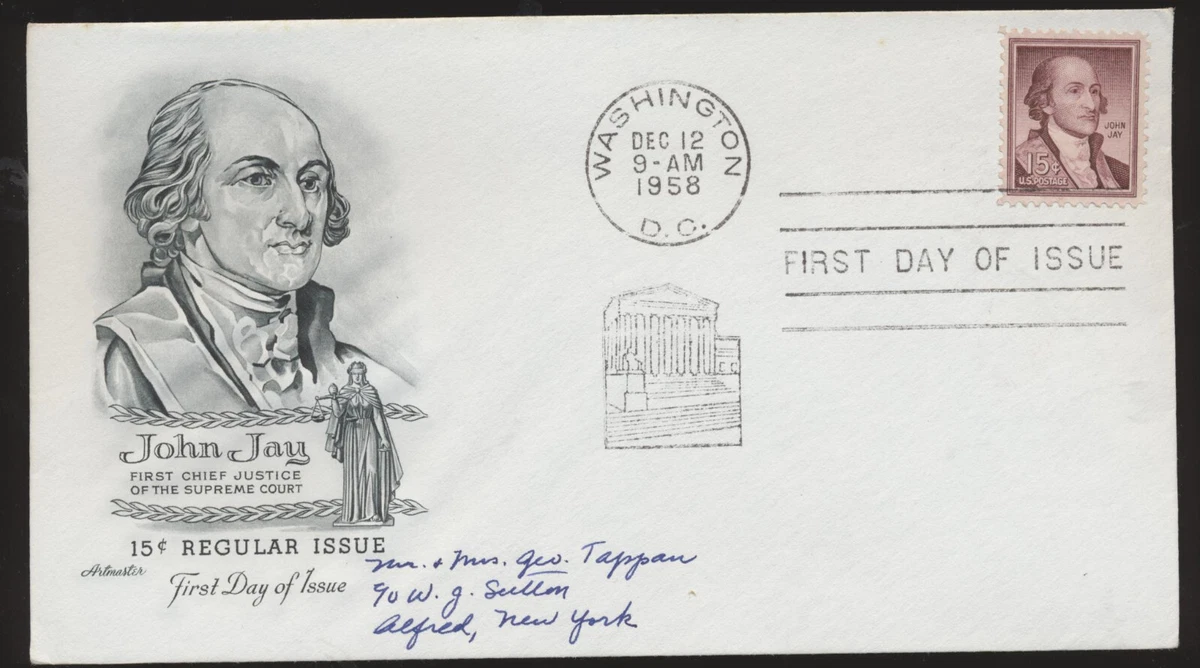 WASHINGTON
DEC 12
9-AM
1958
D.C.
JOHN
JAY
15¢
U.S. POSTAGE
FIRST DAY OF ISSUE
John Jay
FIRST CHIEF JUSTICE
OF THE SUPREME COURT
15¢ REGULAR ISSUE
Artmaster
First Day of Issue
Mr. + Mrs. Geo. Tappan
% W. J. Sutton
Alfred, New York